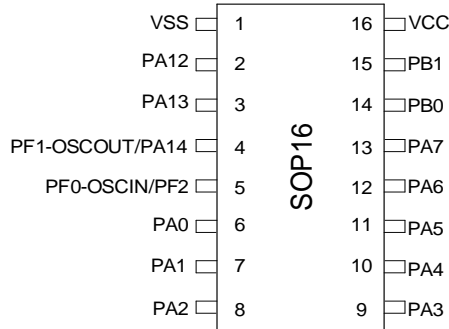 VSS 1 16 VCC
PA12 2 15 PB1
PA13 3 14 PB0
PF1-OSCOUT/PA14 4 13 PA7
PF0-OSCIN/PF2 5 12 PA6
PA0 6 11 PA5
PA1 7 10 PA4
PA2 8 9 PA3
SOP16